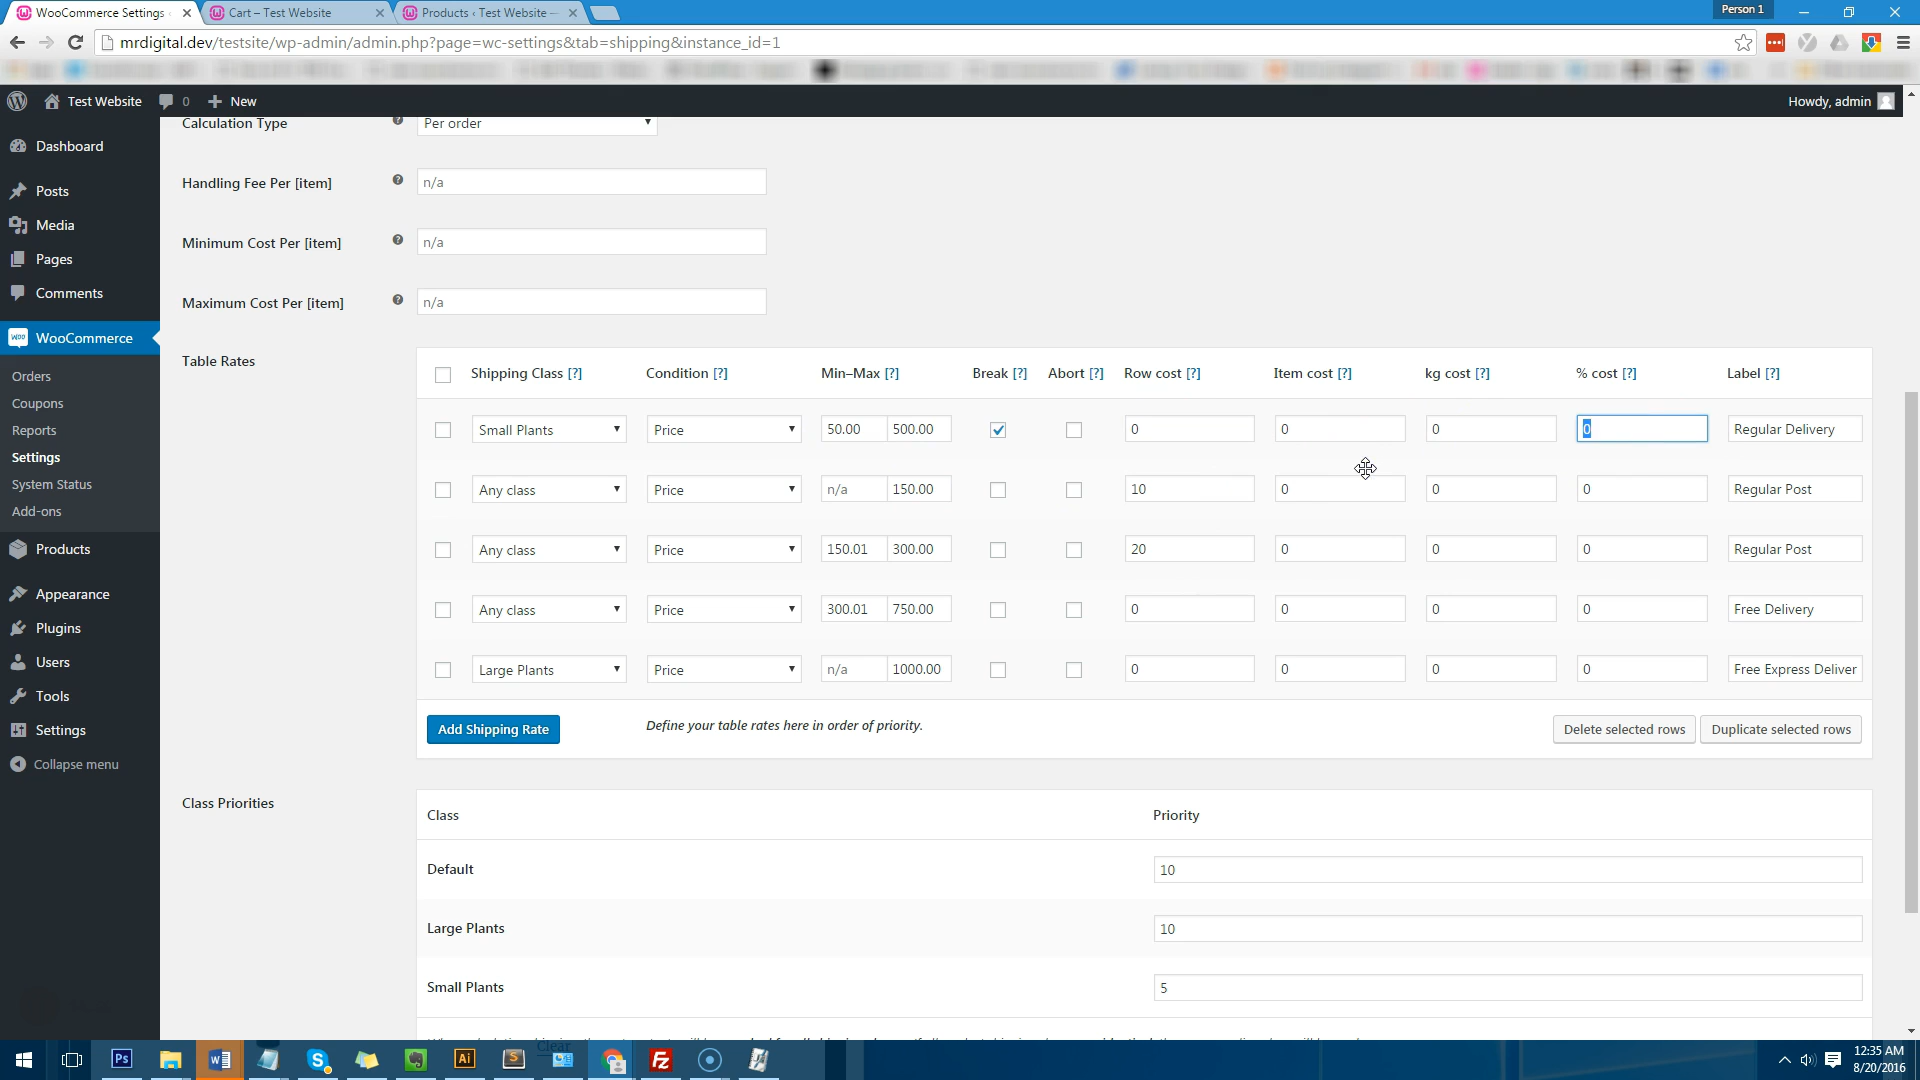 WooCommerce Settings
Cart – Test Website
Products ‹ Test Website —
Person 1
mrdigital.dev/testsite/wp-admin/admin.php?page=wc-settings&tab=shipping&instance_id=1
Test Website
0
New
Howdy, admin
Dashboard
Posts
Media
Pages
Comments
WooCommerce
Orders
Coupons
Reports
Settings
System Status
Add-ons
Products
Appearance
Plugins
Users
Tools
Settings
Collapse menu
Calculation Type
Per order
Handling Fee Per [item]
n/a
Minimum Cost Per [item]
n/a
Maximum Cost Per [item]
n/a
Table Rates
Shipping Class [?] Condition [?] Min–Max [?] Break [?] Abort [?] Row cost [?] Item cost [?] kg cost [?] % cost [?] Label [?]
Small Plants Price 50.00 500.00 0 0 0 0 Regular Delivery
Any class Price n/a 150.00 10 0 0 0 Regular Post
Any class Price 150.01 300.00 20 0 0 0 Regular Post
Any class Price 300.01 750.00 0 0 0 0 Free Delivery
Large Plants Price n/a 1000.00 0 0 0 0 Free Express Deliver
Add Shipping Rate
Define your table rates here in order of priority.
Delete selected rows
Duplicate selected rows
Class Priorities
Class Priority
Default 10
Large Plants 10
Small Plants 5
Clear
12:35 AM
8/20/2016